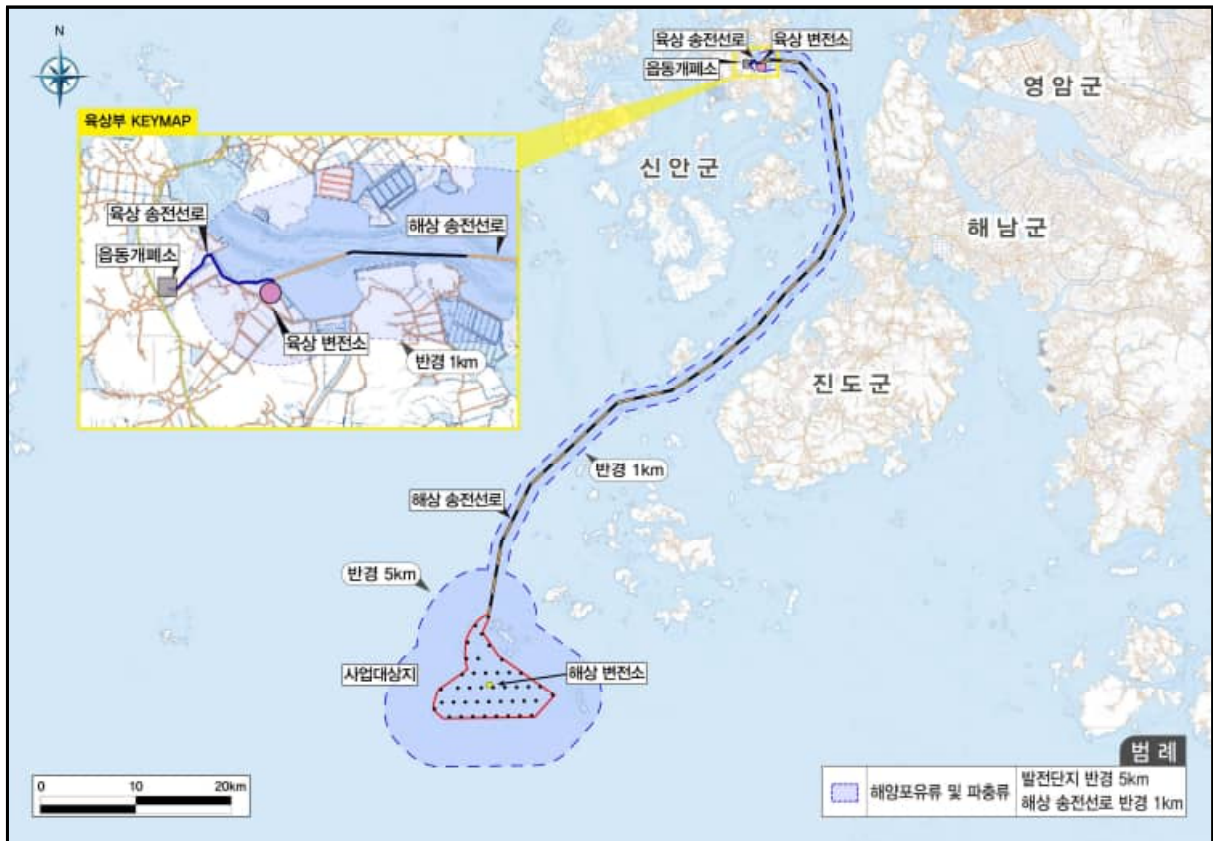 N
육상 송전선로
육상 변전소
읍동개폐소
영암군
신안군
해남군
진도군
육상부 KEYMAP
육상 송전선로
해상 송전선로
읍동개폐소
육상 변전소
반경 1km
반경 1km
해상 송전선로
반경 5km
사업대상지
해상 변전소
0 10 20km
범 례
해양포유류 및 파충류
발전단지 반경 5km
해상 송전선로 반경 1km